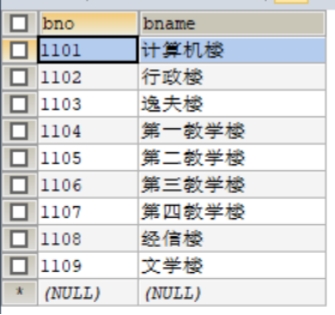 bno bname
1101 计算机楼
1102 行政楼
1103 逸夫楼
1104 第一教学楼
1105 第二教学楼
1106 第三教学楼
1107 第四教学楼
1108 经信楼
1109 文学楼
* (NULL) (NULL)